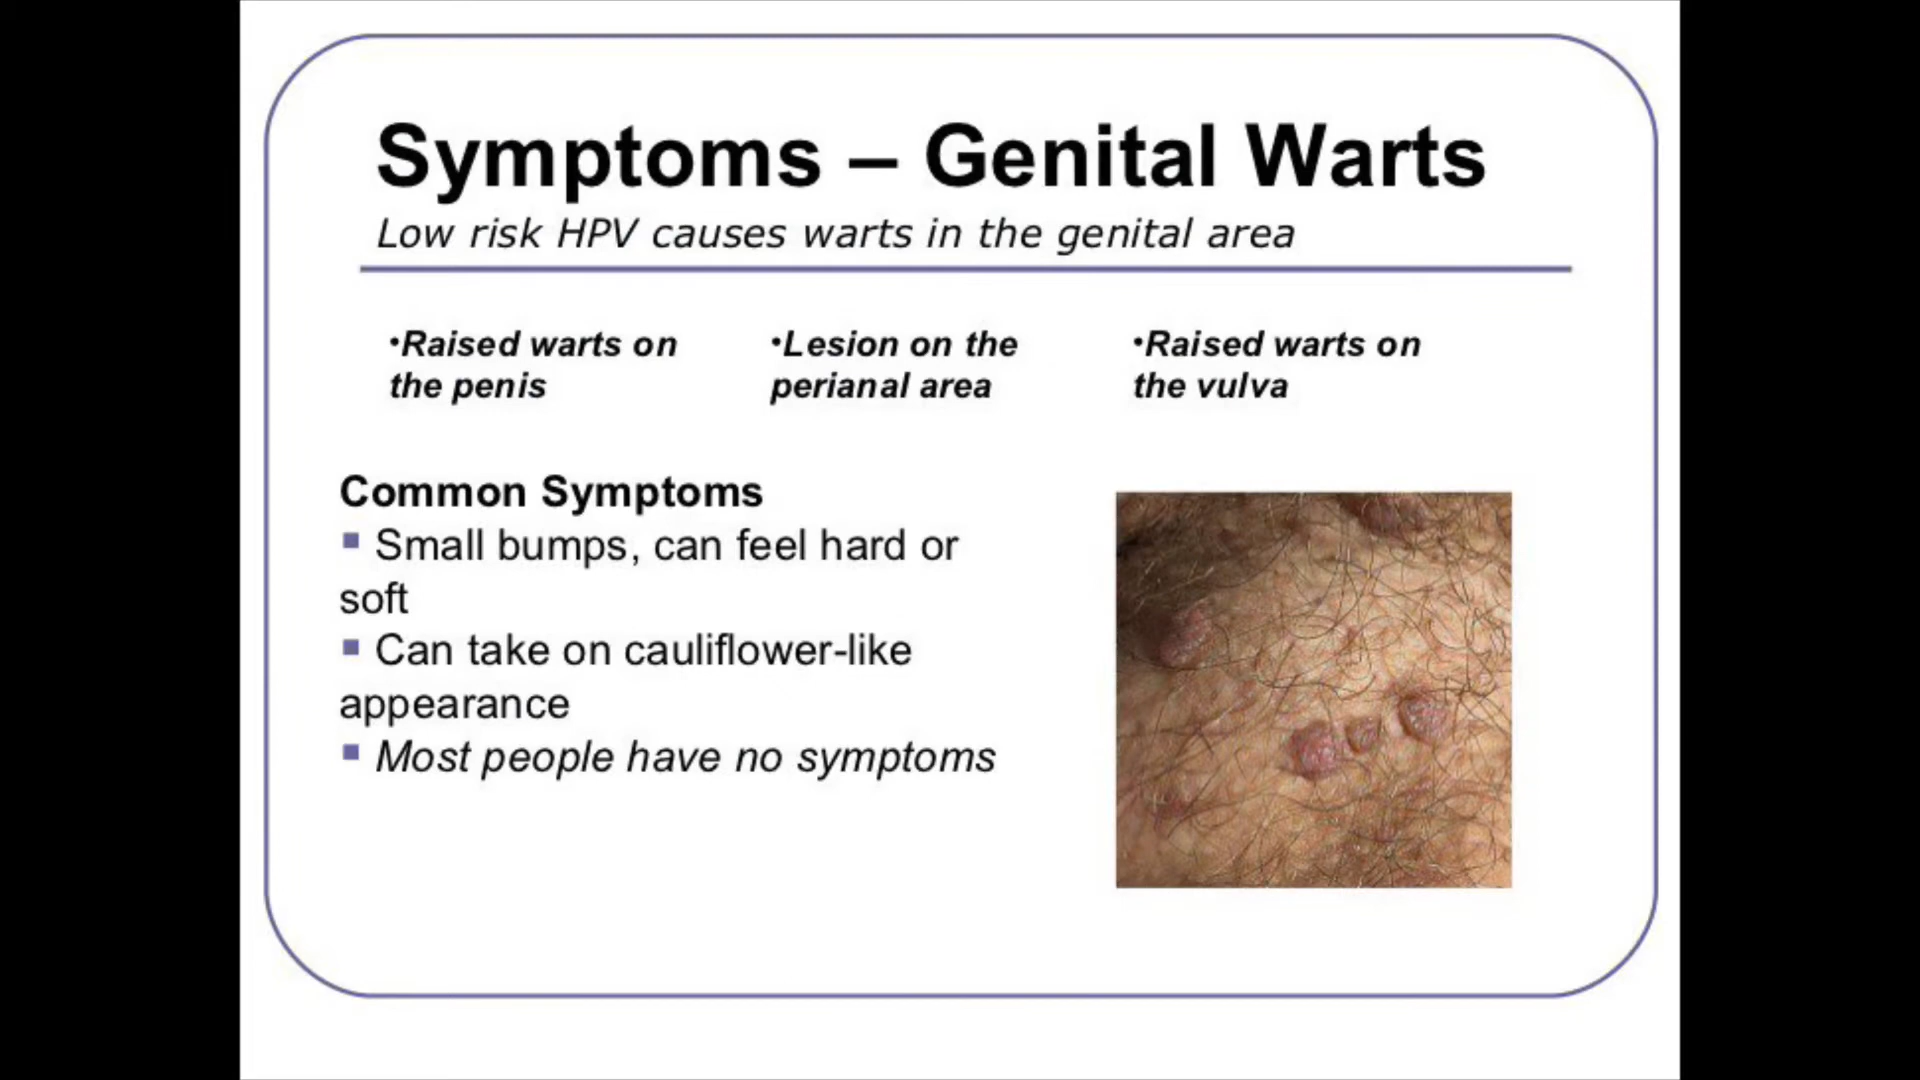 Symptoms – Genital Warts
Low risk HPV causes warts in the genital area
•Raised warts on
the penis
•Lesion on the
perianal area
•Raised warts on
the vulva
Common Symptoms
▪ Small bumps, can feel hard or
soft
▪ Can take on cauliflower-like
appearance
▪ Most people have no symptoms